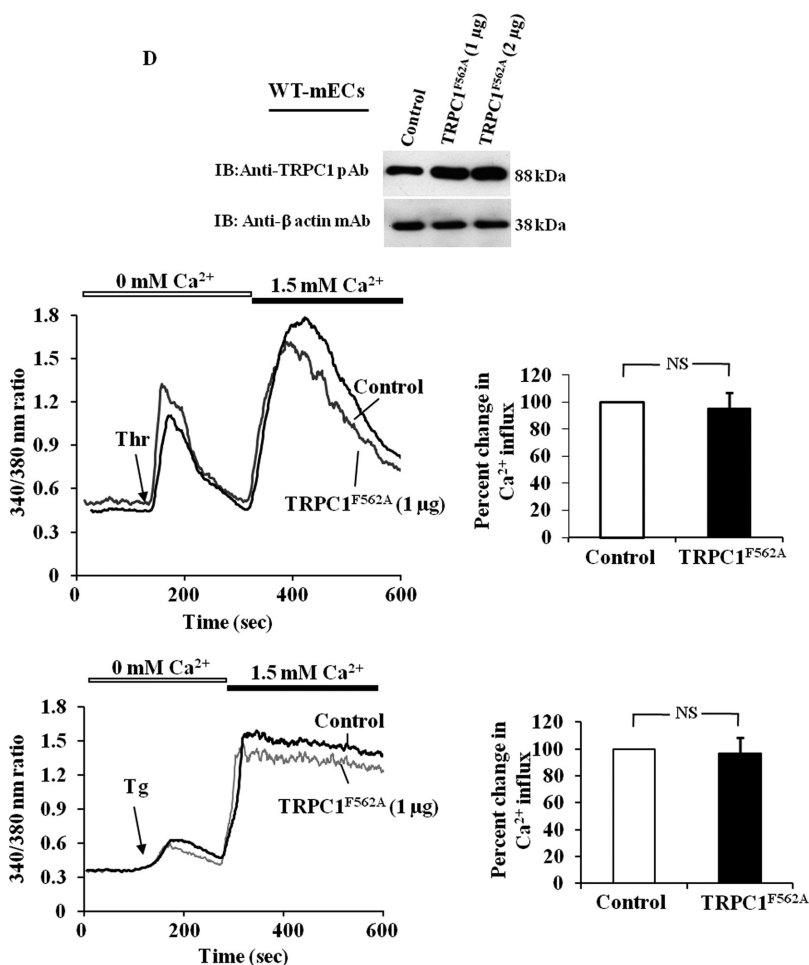 D
WT-mECs
Control
TRPC1F562A (1 µg)
TRPC1F562A (2 µg)
IB:Anti-TRPC1 pAb
88 kDa
IB: Anti-β actin mAb
38 kDa
0 mM Ca2+
1.5 mM Ca2+
340/380 nm ratio
1.8
1.5
1.2
0.9
0.6
0.3
0
Thr
Control
TRPC1F562A (1 µg)
0
200
400
600
Time (sec)
Percent change in
Ca2+ influx
NS
120
100
80
60
40
20
0
Control
TRPC1F562A
0 mM Ca2+
1.5 mM Ca2+
340/380 nm ratio
1.8
1.5
1.2
0.9
0.6
0.3
0
Tg
Control
TRPC1F562A (1 µg)
0
200
400
600
Time (sec)
Percent change in
Ca2+ influx
NS
120
100
80
60
40
20
0
Control
TRPC1F562A